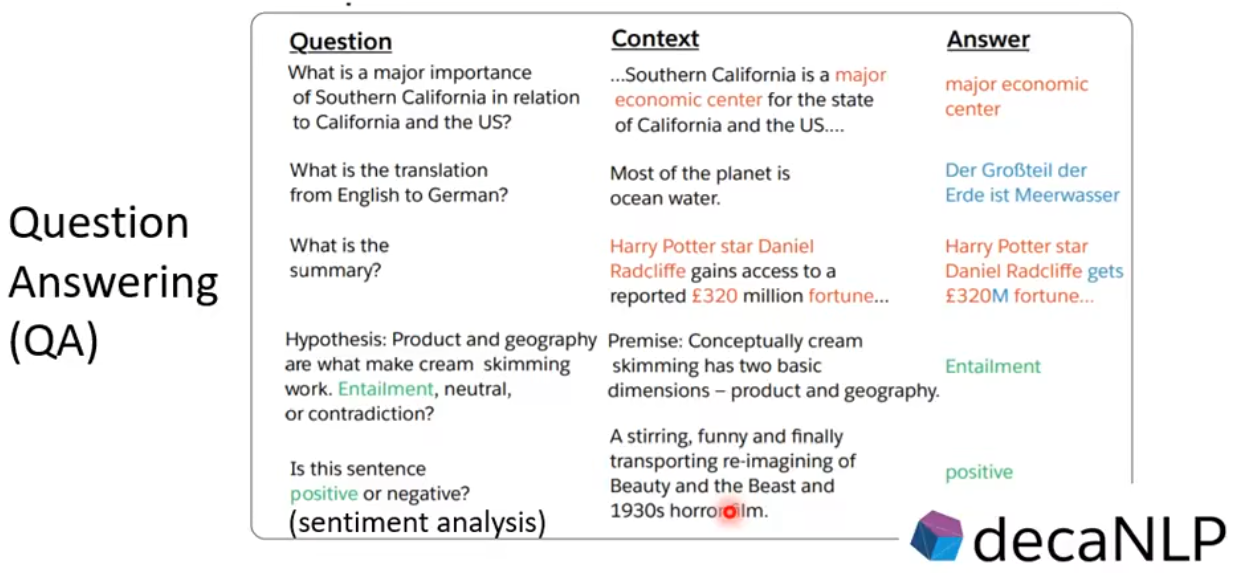 Question
Answering
(QA)
Question
Context
Answer
What is a major importance
of Southern California in relation
to California and the US?
...Southern California is a major
economic center for the state
of California and the US....
major economic
center
What is the translation
from English to German?
Most of the planet is
ocean water.
Der Großteil der
Erde ist Meerwasser
What is the
summary?
Harry Potter star Daniel
Radcliffe gains access to a
reported £320 million fortune...
Harry Potter star
Daniel Radcliffe gets
£320M fortune...
Hypothesis: Product and geography
are what make cream skimming
work. Entailment, neutral,
or contradiction?
Premise: Conceptually cream
skimming has two basic
dimensions – product and geography.
Entailment
Is this sentence
positive or negative?
(sentiment analysis)
A stirring, funny and finally
transporting re-imagining of
Beauty and the Beast and
1930s horror film.
positive
decaNLP